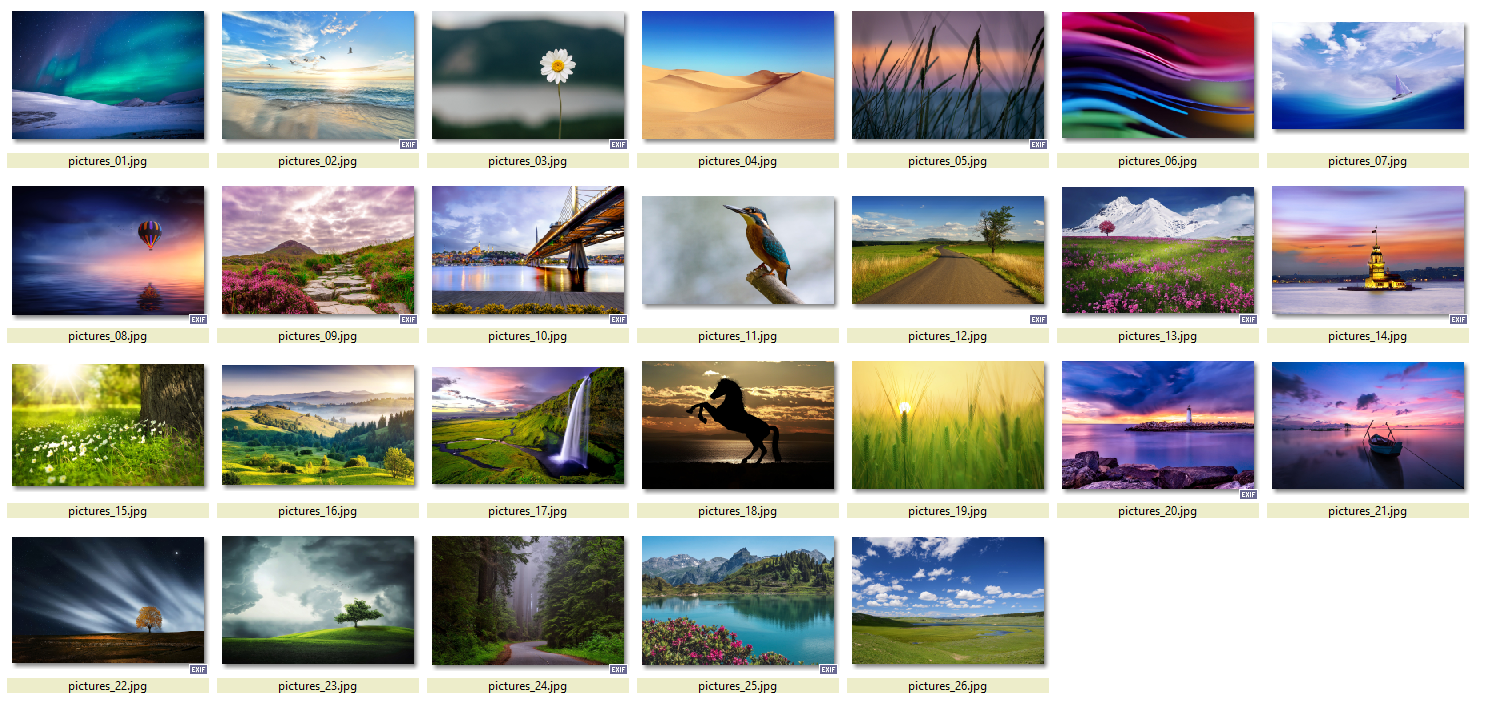 EXIF EXIF EXIF
pictures_01.jpg pictures_02.jpg pictures_03.jpg pictures_04.jpg pictures_05.jpg pictures_06.jpg pictures_07.jpg
EXIF EXIF EXIF EXIF EXIF EXIF
pictures_08.jpg pictures_09.jpg pictures_10.jpg pictures_11.jpg pictures_12.jpg pictures_13.jpg pictures_14.jpg
EXIF
pictures_15.jpg pictures_16.jpg pictures_17.jpg pictures_18.jpg pictures_19.jpg pictures_20.jpg pictures_21.jpg
EXIF EXIF EXIF
pictures_22.jpg pictures_23.jpg pictures_24.jpg pictures_25.jpg pictures_26.jpg